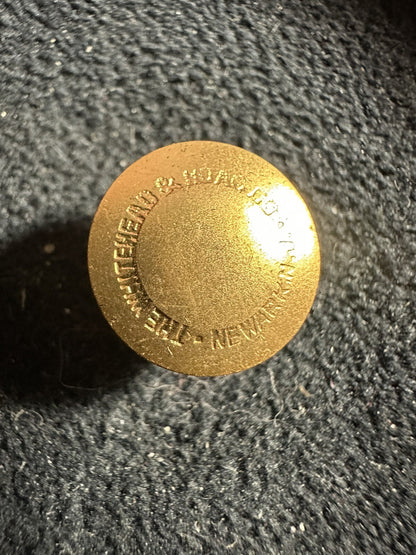 · THE WHITEHEAD & HOAG CO. · NEWARK N.J.